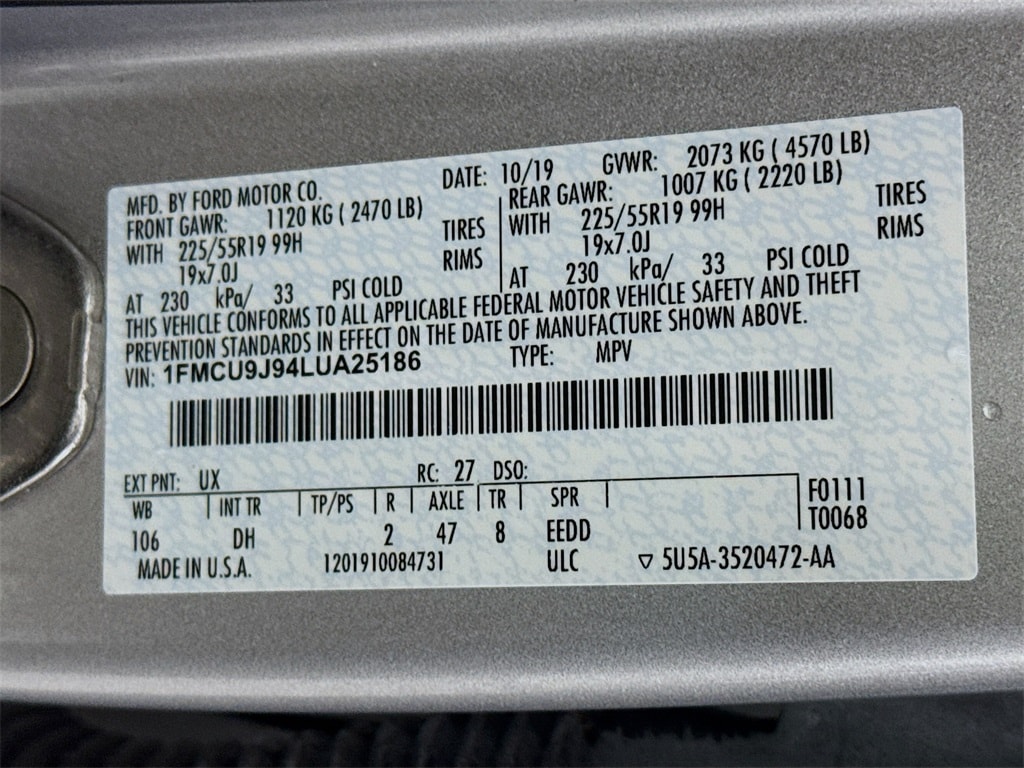 MFD. BY FORD MOTOR CO. DATE: 10/19 GVWR: 2073 KG ( 4570 LB)
FRONT GAWR: 1120 KG ( 2470 LB) REAR GAWR: 1007 KG ( 2220 LB)
WITH 225/55R19 99H TIRES WITH 225/55R19 99H TIRES
19x7.0J RIMS 19x7.0J RIMS
AT 230 kPa/ 33 PSI COLD AT 230 kPa/ 33 PSI COLD
THIS VEHICLE CONFORMS TO ALL APPLICABLE FEDERAL MOTOR VEHICLE SAFETY AND THEFT
PREVENTION STANDARDS IN EFFECT ON THE DATE OF MANUFACTURE SHOWN ABOVE.
VIN: 1FMCU9J94LUA25186 TYPE: MPV
EXT PNT: UX RC: 27 DSO:
WB INT TR TP/PS R AXLE TR SPR F0111
106 DH 2 47 8 EEDD T0068
MADE IN U.S.A. 1201910084731 ULC ▽ 5U5A-3520472-AA